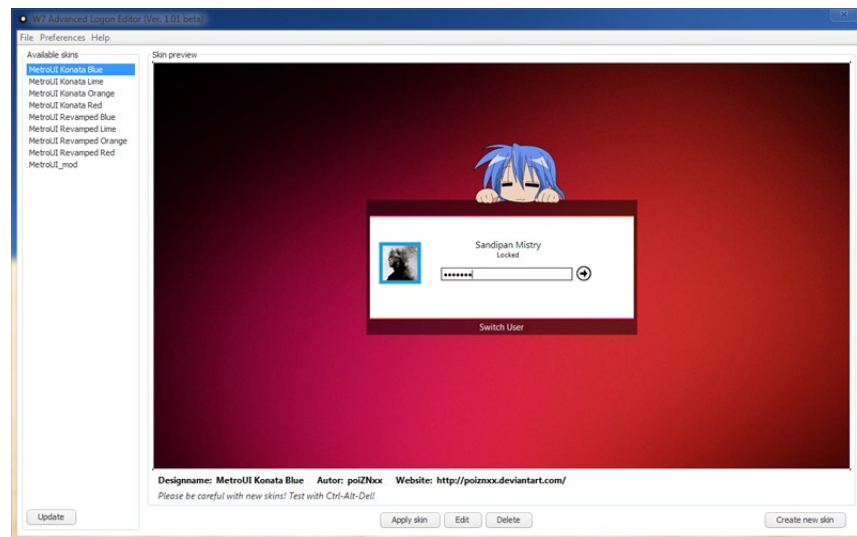 W7 Advanced Logon Editor (Ver. 1.01 beta)
File Preferences Help
Available skins
MetroUI Konata Blue
MetroUI Konata Lime
MetroUI Konata Orange
MetroUI Konata Red
MetroUI Revamped Blue
MetroUI Revamped Lime
MetroUI Revamped Orange
MetroUI Revamped Red
MetroUI_mod
Update
Skin preview
Sandipan Mistry
Locked
Switch User
Designname: MetroUI Konata Blue Autor: poiZNxx Website: http://poiznxx.deviantart.com/
Please be careful with new skins! Test with Ctrl-Alt-Del!
Apply skin Edit Delete Create new skin